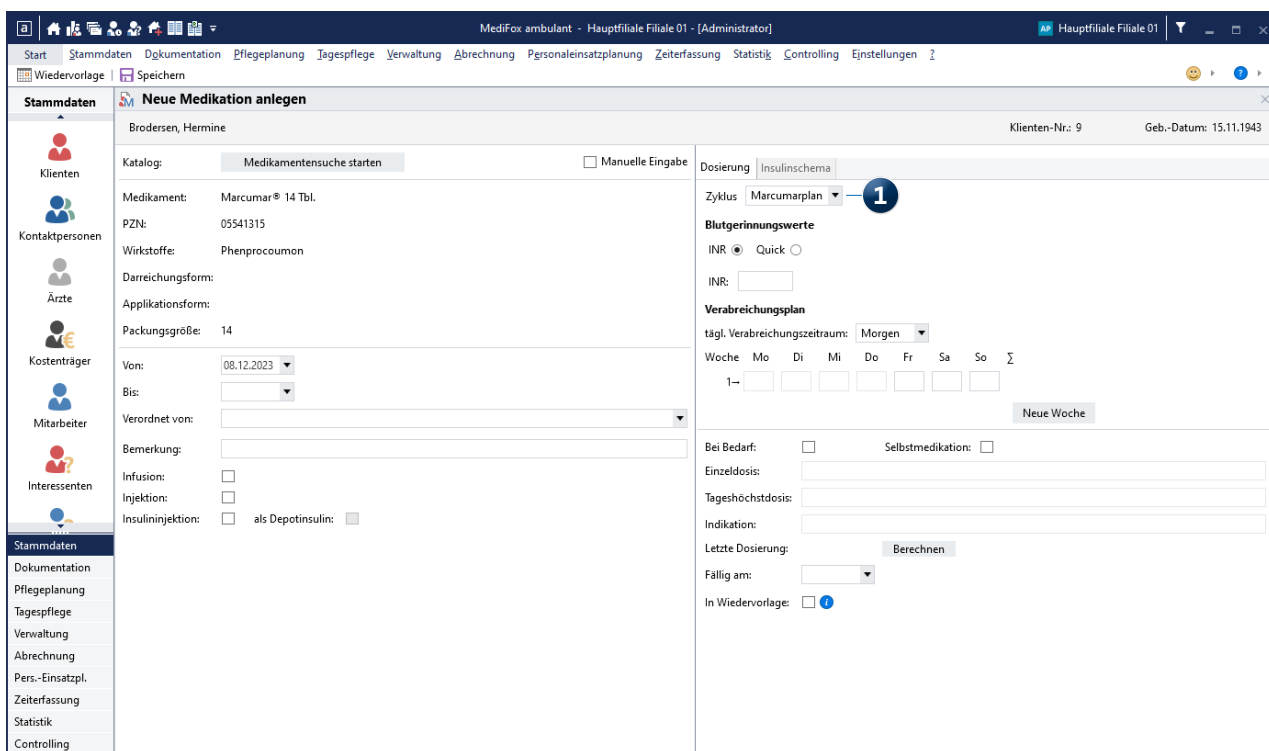 a MediFox ambulant - Hauptfiliale Filiale 01 - [Administrator] AP Hauptfiliale Filiale 01
Start Stammdaten Dokumentation Pflegeplanung Tagespflege Verwaltung Abrechnung Personaleinsatzplanung Zeiterfassung Statistik Controlling Einstellungen ?
Wiedervorlage Speichern ?
Stammdaten
Klienten
Kontaktpersonen
Ärzte
€
Kostenträger
Mitarbeiter
?
Interessenten
Stammdaten
Dokumentation
Pflegeplanung
Tagespflege
Verwaltung
Abrechnung
Pers.-Einsatzpl.
Zeiterfassung
Statistik
Controlling
M Neue Medikation anlegen
Brodersen, Hermine Klienten-Nr.: 9 Geb.-Datum: 15.11.1943
Katalog: Medikamentensuche starten Manuelle Eingabe
Medikament: Marcumar® 14 Tbl.
PZN: 05541315
Wirkstoffe: Phenprocoumon
Darreichungsform:
Applikationsform:
Packungsgröße: 14
Von: 08.12.2023
Bis:
Verordnet von:
Bemerkung:
Infusion:
Injektion:
Insulininjektion: als Depotinsulin:
Dosierung Insulinschema
Zyklus Marcumarplan 1
Blutgerinnungswerte
INR Quick
INR:
Verabreichungsplan
tägl. Verabreichungszeitraum: Morgen
Woche Mo Di Mi Do Fr Sa So Σ
1→
Neue Woche
Bei Bedarf: Selbstmedikation:
Einzeldosis:
Tageshöchstdosis:
Indikation:
Letzte Dosierung: Berechnen
Fällig am:
In Wiedervorlage: i